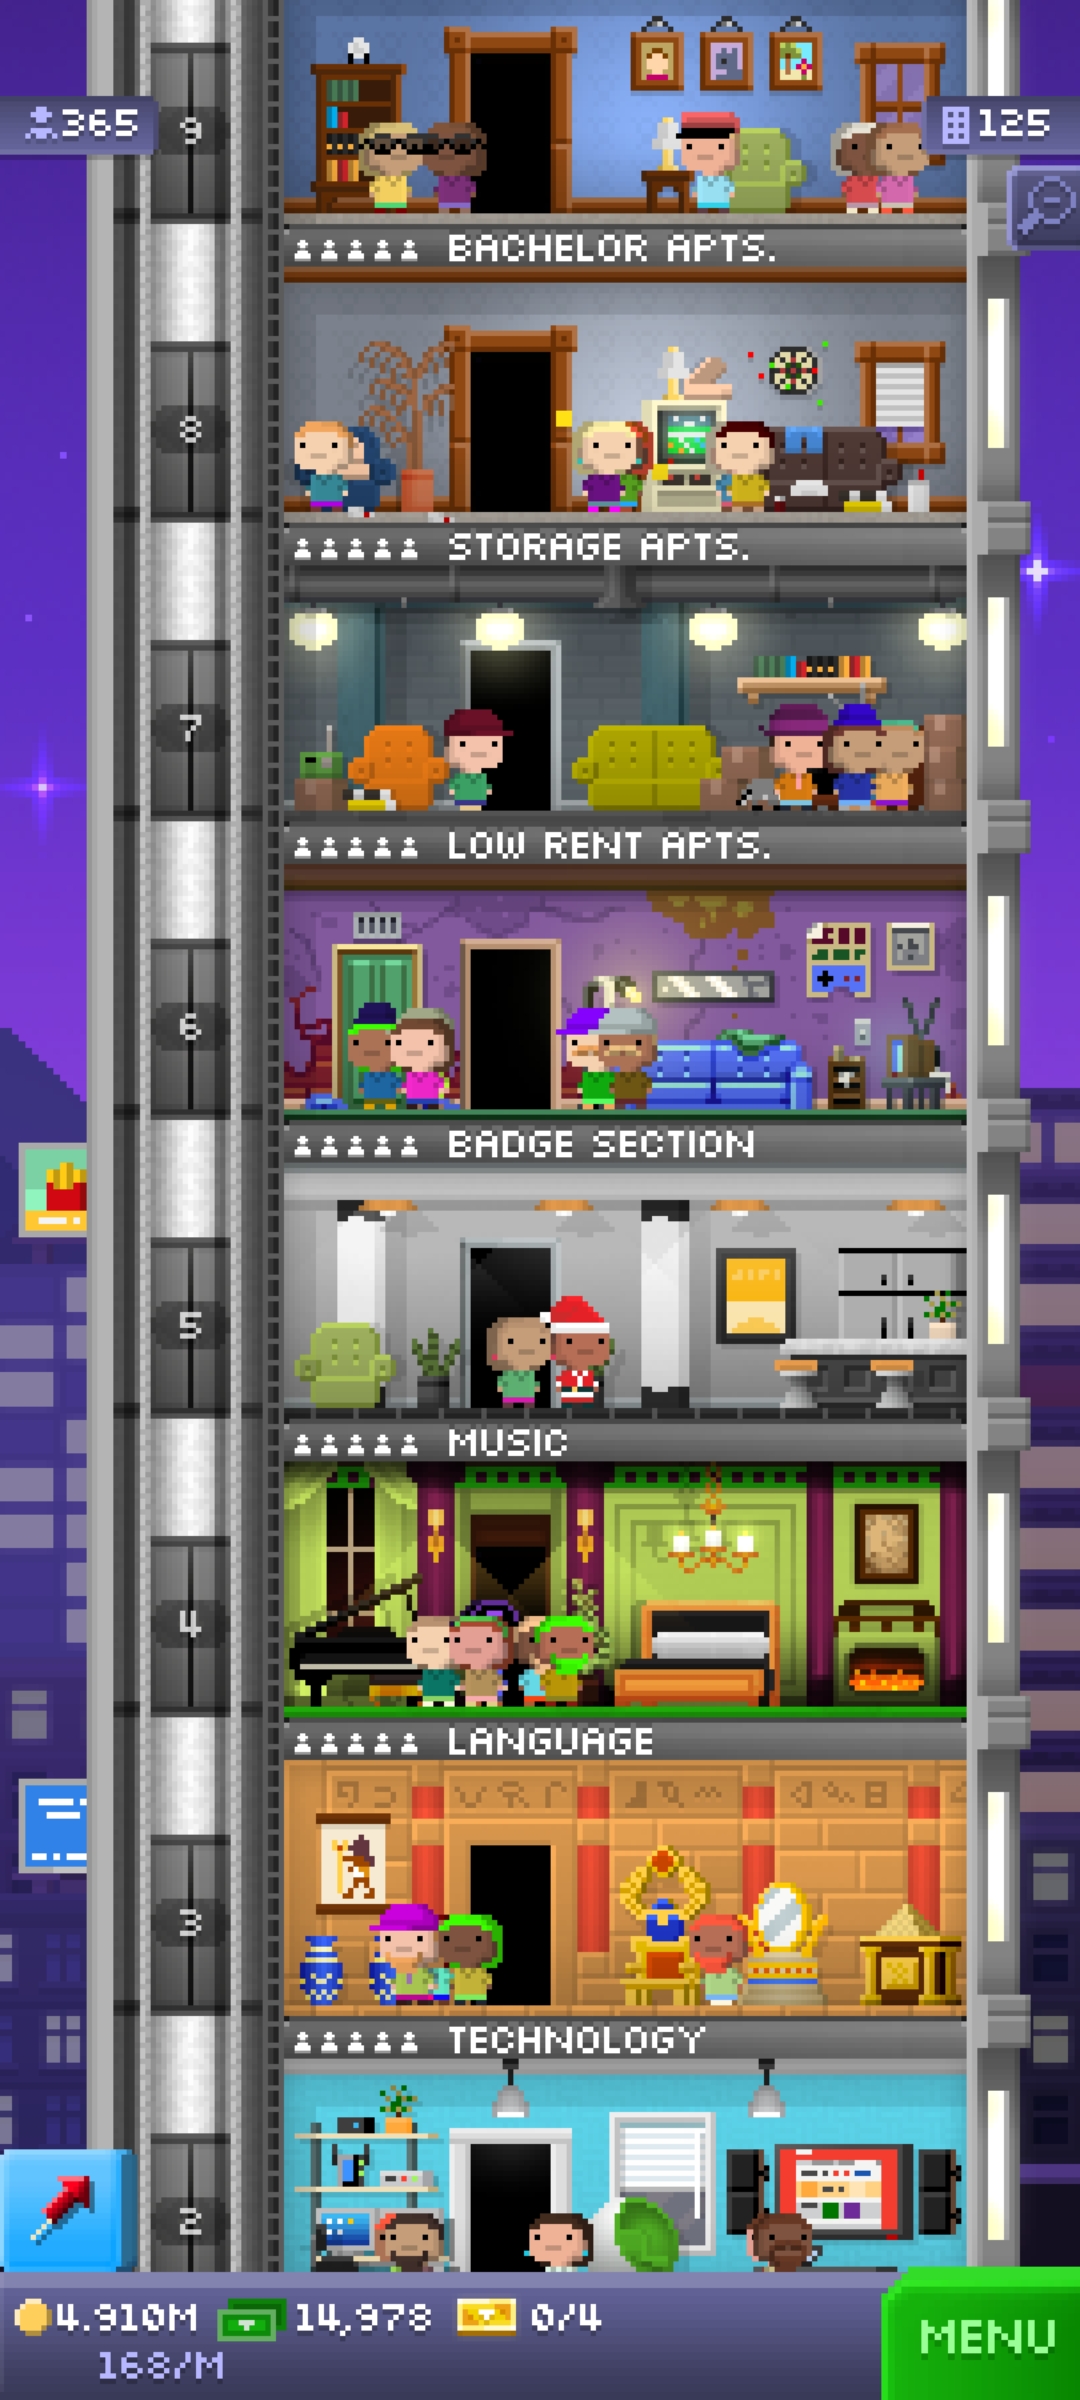 9
365
125
BACHELOR APTS.
8
STORAGE APTS.
7
LOW RENT APTS.
6
BADGE SECTION
5
MUSIC
4
LANGUAGE
3
TECHNOLOGY
2
4.910M 14,978 0/4
168/M
MENU